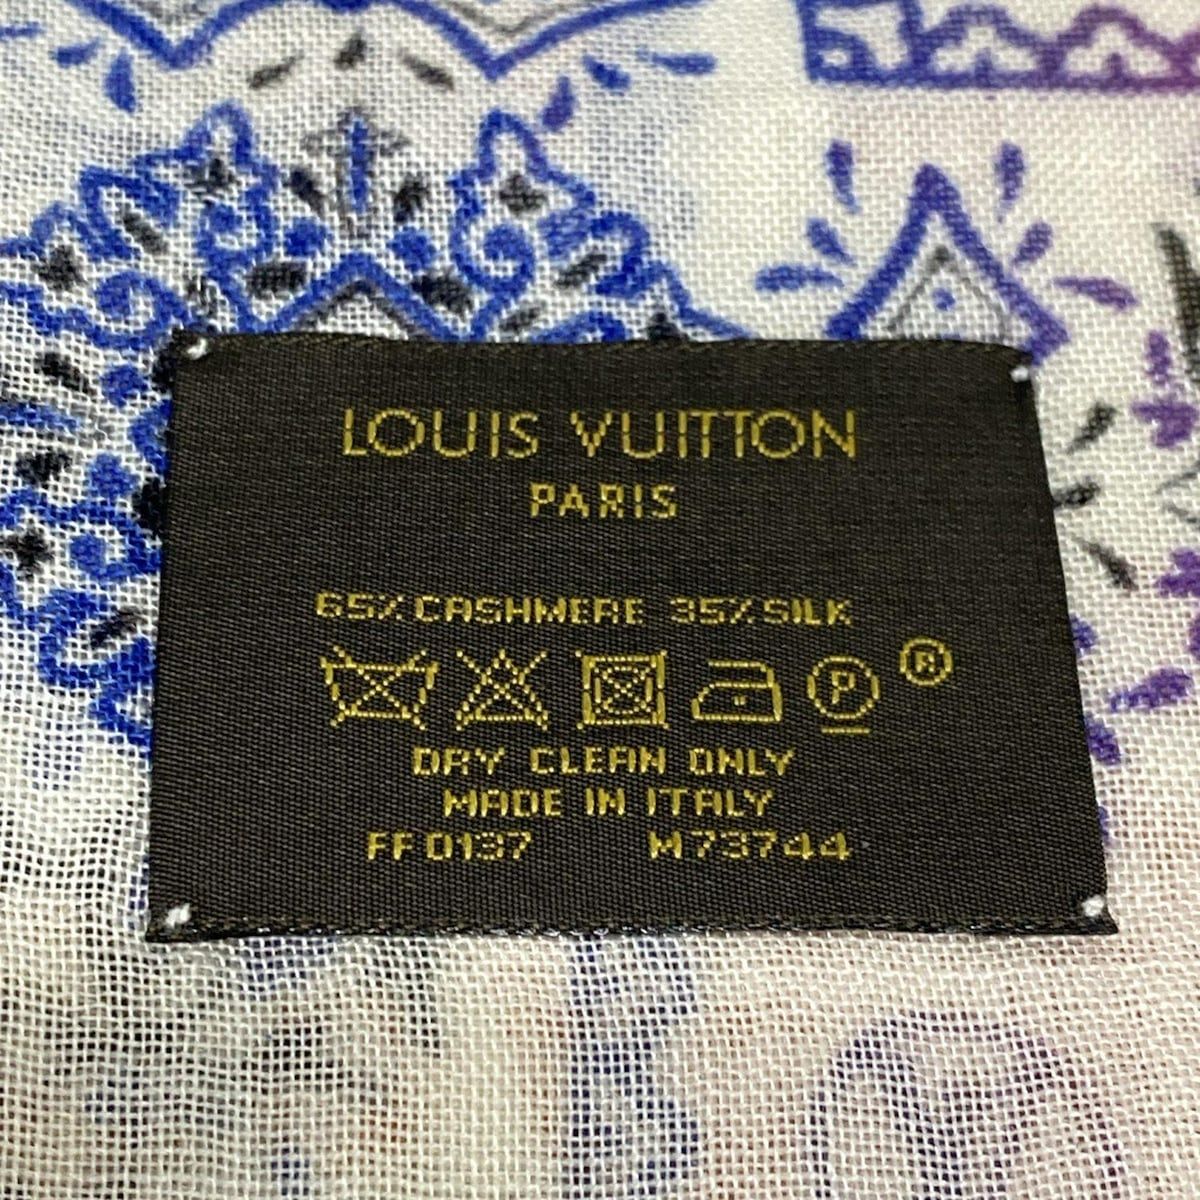 LOUIS VUITTON
PARIS
65% CASHMERE 35% SILK
P ®
DRY CLEAN ONLY
MADE IN ITALY
FF0137 M73744